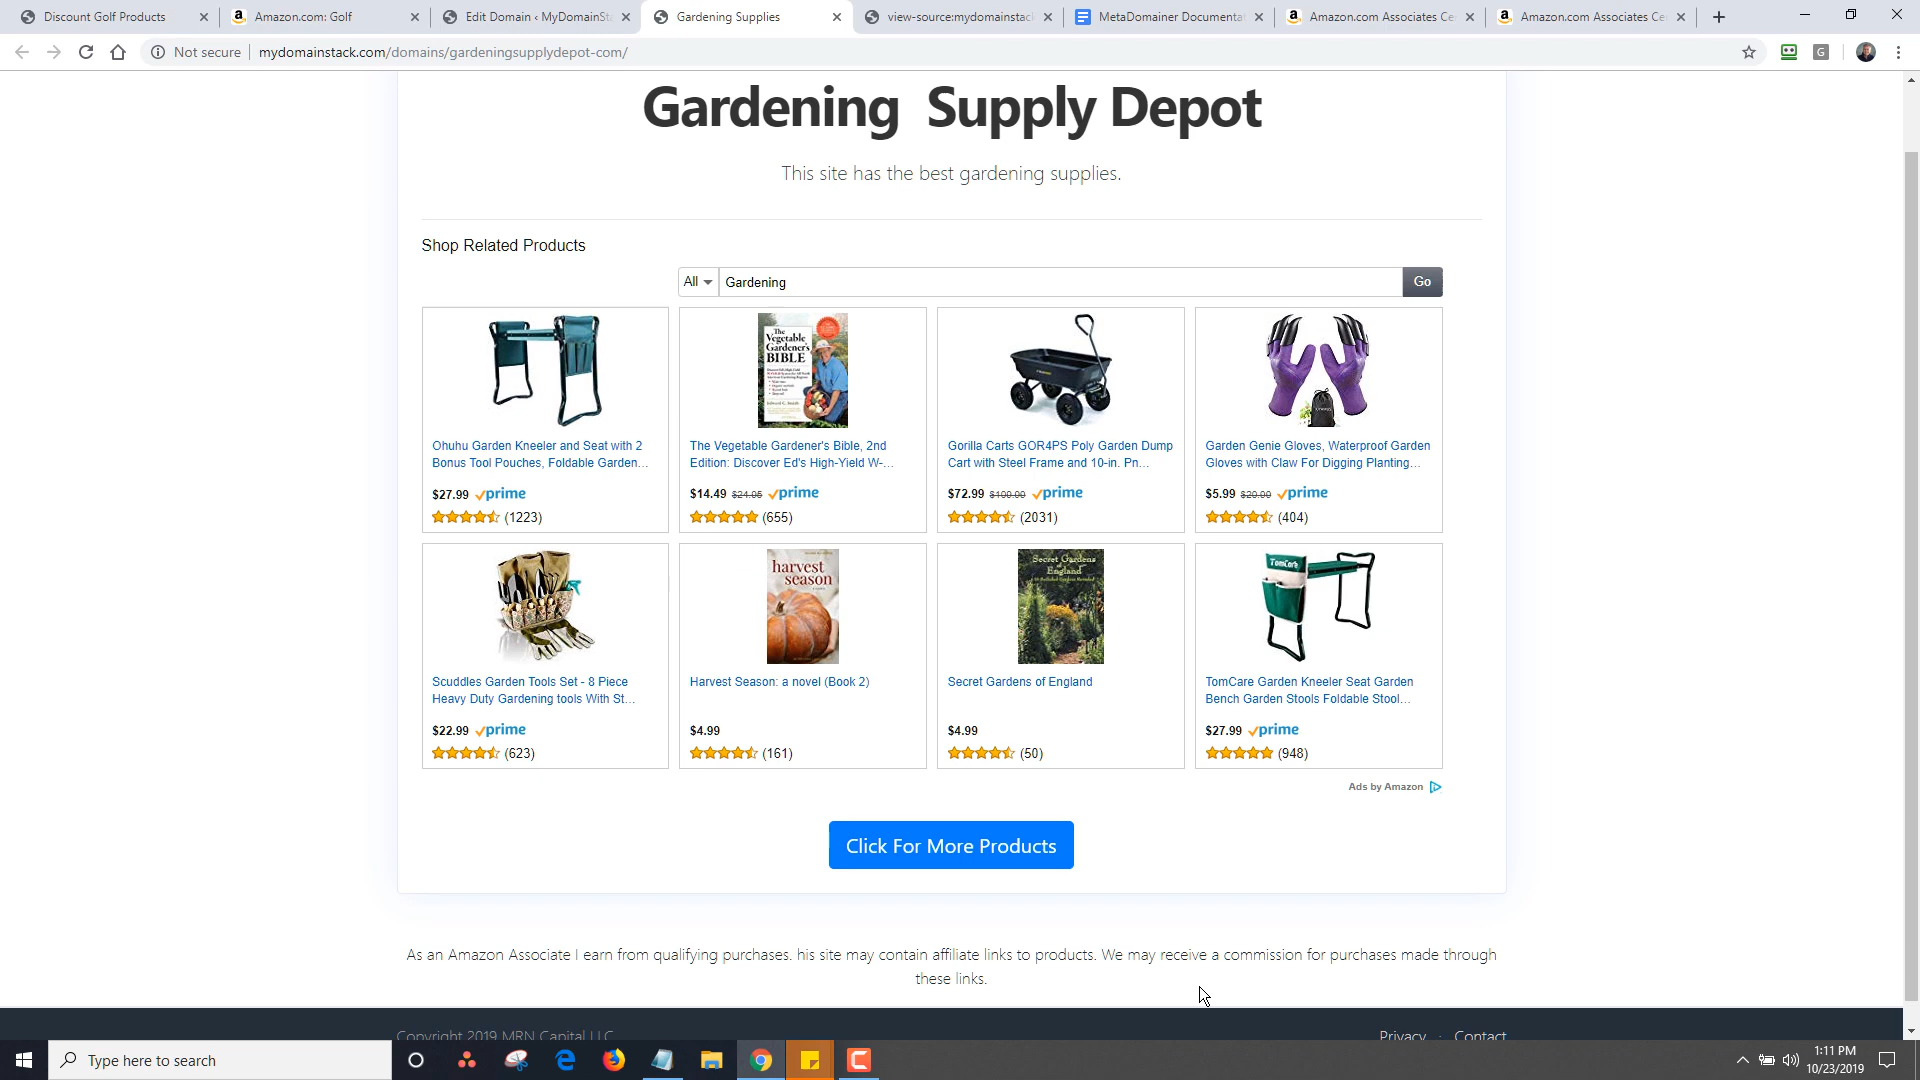 Discount Golf Products
Amazon.com: Golf
Edit Domain ‹ MyDomainSta
Gardening Supplies
view-source:mydomainstack
MetaDomainer Documentat
Amazon.com Associates Ce
Amazon.com Associates Ce
Not secure mydomainstack.com/domains/gardeningsupplydepot-com/
G
Gardening Supply Depot
This site has the best gardening supplies.
Shop Related Products
All Gardening Go
The Vegetable Gardener's BIBLE
Ohuhu Garden Kneeler and Seat with 2
Bonus Tool Pouches, Foldable Garden...
$27.99 prime
(1223)
The Vegetable Gardener's Bible, 2nd
Edition: Discover Ed's High-Yield W-...
$14.49 $24.95 prime
(655)
Gorilla Carts GOR4PS Poly Garden Dump
Cart with Steel Frame and 10-in. Pn...
$72.99 $100.00 prime
(2031)
Garden Genie Gloves, Waterproof Garden
Gloves with Claw For Digging Planting...
$5.99 $20.00 prime
(404)
harvest
season
Secret Gardens
England
TomCare
Scuddles Garden Tools Set - 8 Piece
Heavy Duty Gardening tools With St...
$22.99 prime
(623)
Harvest Season: a novel (Book 2)
$4.99
(161)
Secret Gardens of England
$4.99
(50)
TomCare Garden Kneeler Seat Garden
Bench Garden Stools Foldable Stool...
$27.99 prime
(948)
Ads by Amazon
Click For More Products
As an Amazon Associate I earn from qualifying purchases. his site may contain affiliate links to products. We may receive a commission for purchases made through
these links.
Copyright 2019 MRN Capital LLC
Privacy · Contact
Type here to search
1:11 PM
10/23/2019